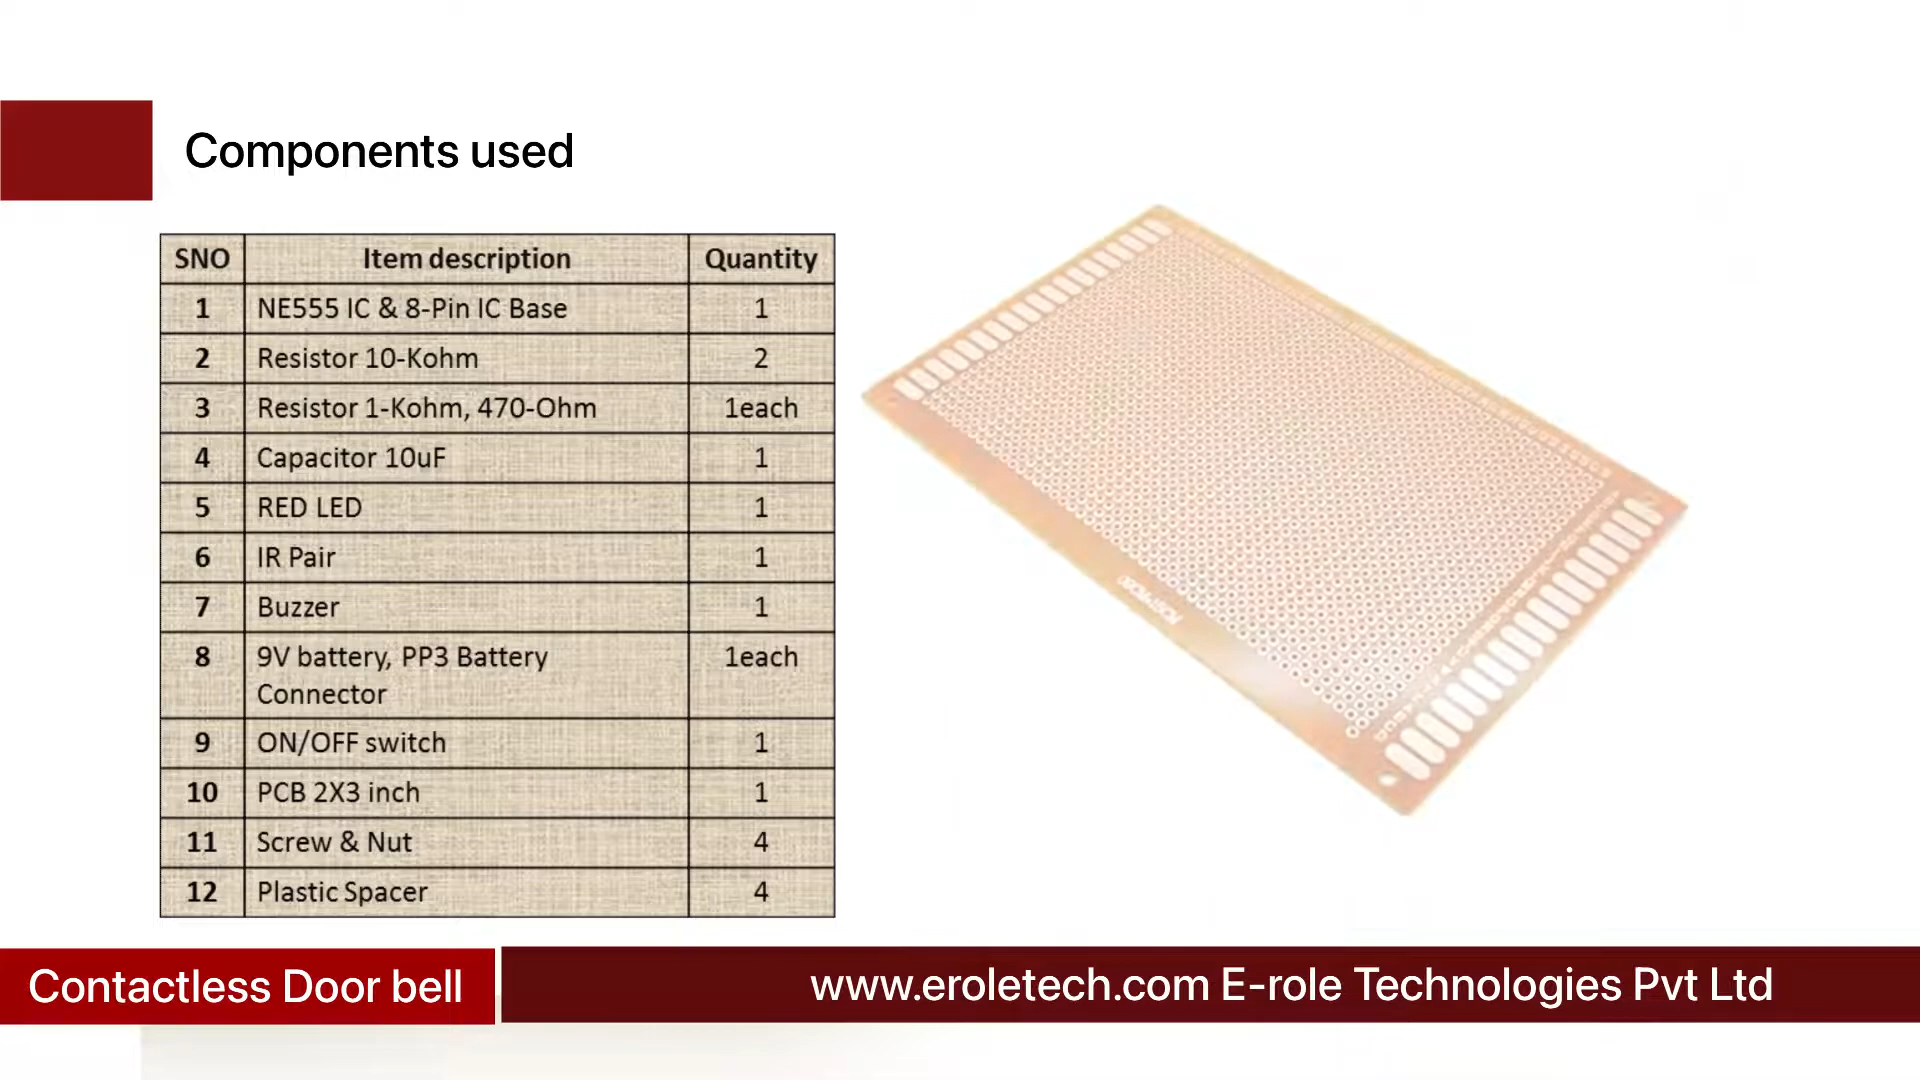 Components used
SNO Item description Quantity
1 NE555 IC & 8-Pin IC Base 1
2 Resistor 10-Kohm 2
3 Resistor 1-Kohm, 470-Ohm 1each
4 Capacitor 10uF 1
5 RED LED 1
6 IR Pair 1
7 Buzzer 1
8 9V battery, PP3 Battery 1each
Connector
9 ON/OFF switch 1
10 PCB 2X3 inch 1
11 Screw & Nut 4
12 Plastic Spacer 4
Contactless Door bell
www.eroletech.com E-role Technologies Pvt Ltd